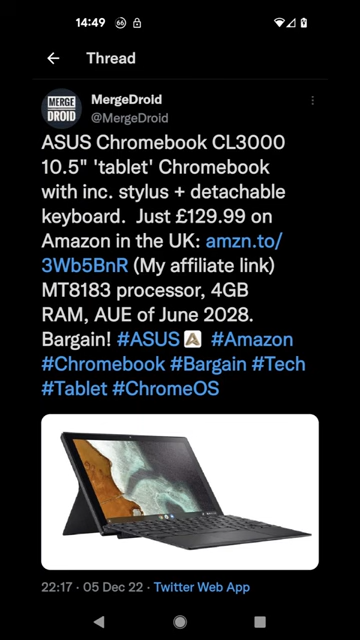 14:49 66
Thread
MERGE DROID
MergeDroid
@MergeDroid
ASUS Chromebook CL3000
10.5" 'tablet' Chromebook
with inc. stylus + detachable
keyboard.  Just £129.99 on
Amazon in the UK: amzn.to/
3Wb5BnR (My affiliate link)
MT8183 processor, 4GB
RAM, AUE of June 2028.
Bargain! #ASUS #Amazon
#Chromebook #Bargain #Tech
#Tablet #ChromeOS
22:17 · 05 Dec 22 · Twitter Web App